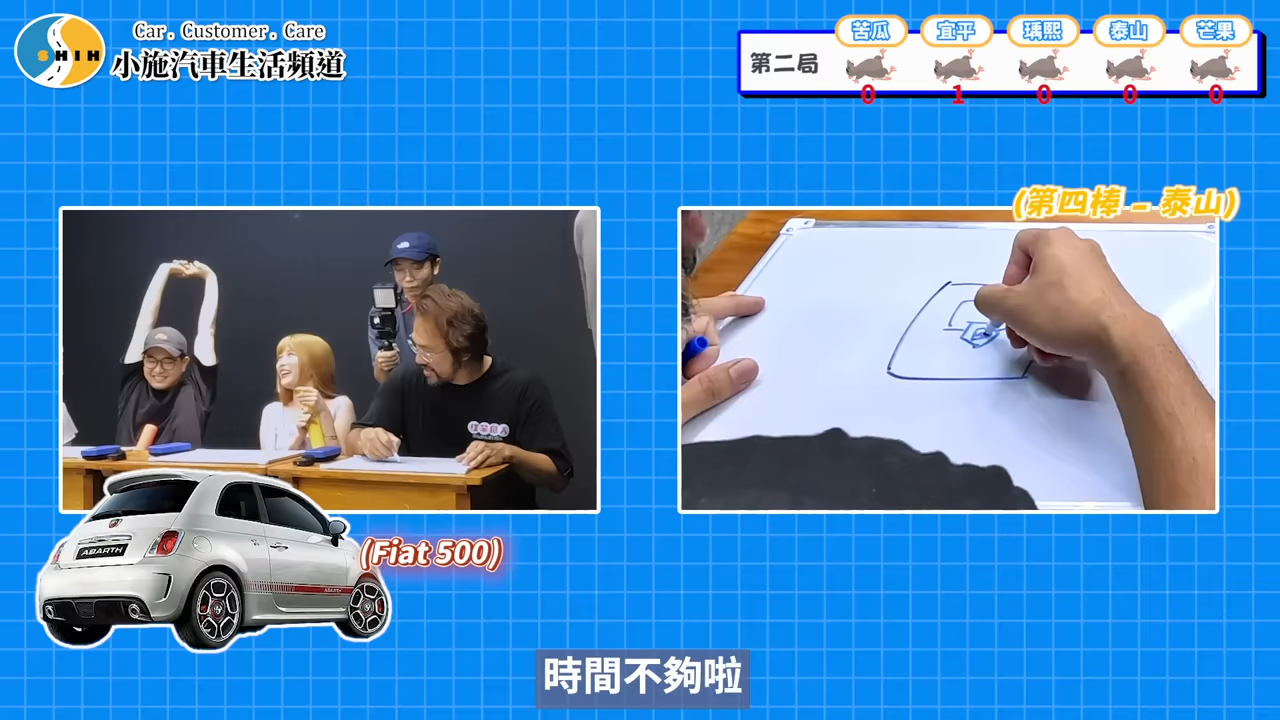 SHIH
Car . Customer . Care
小施汽車生活頻道
第二局
苦瓜 宜平 瑀熙 泰山 芒果
0 1 0 0 0
(第四棒 - 泰山)
ABARTH
ABARTH
(Fiat 500)
時間不夠啦